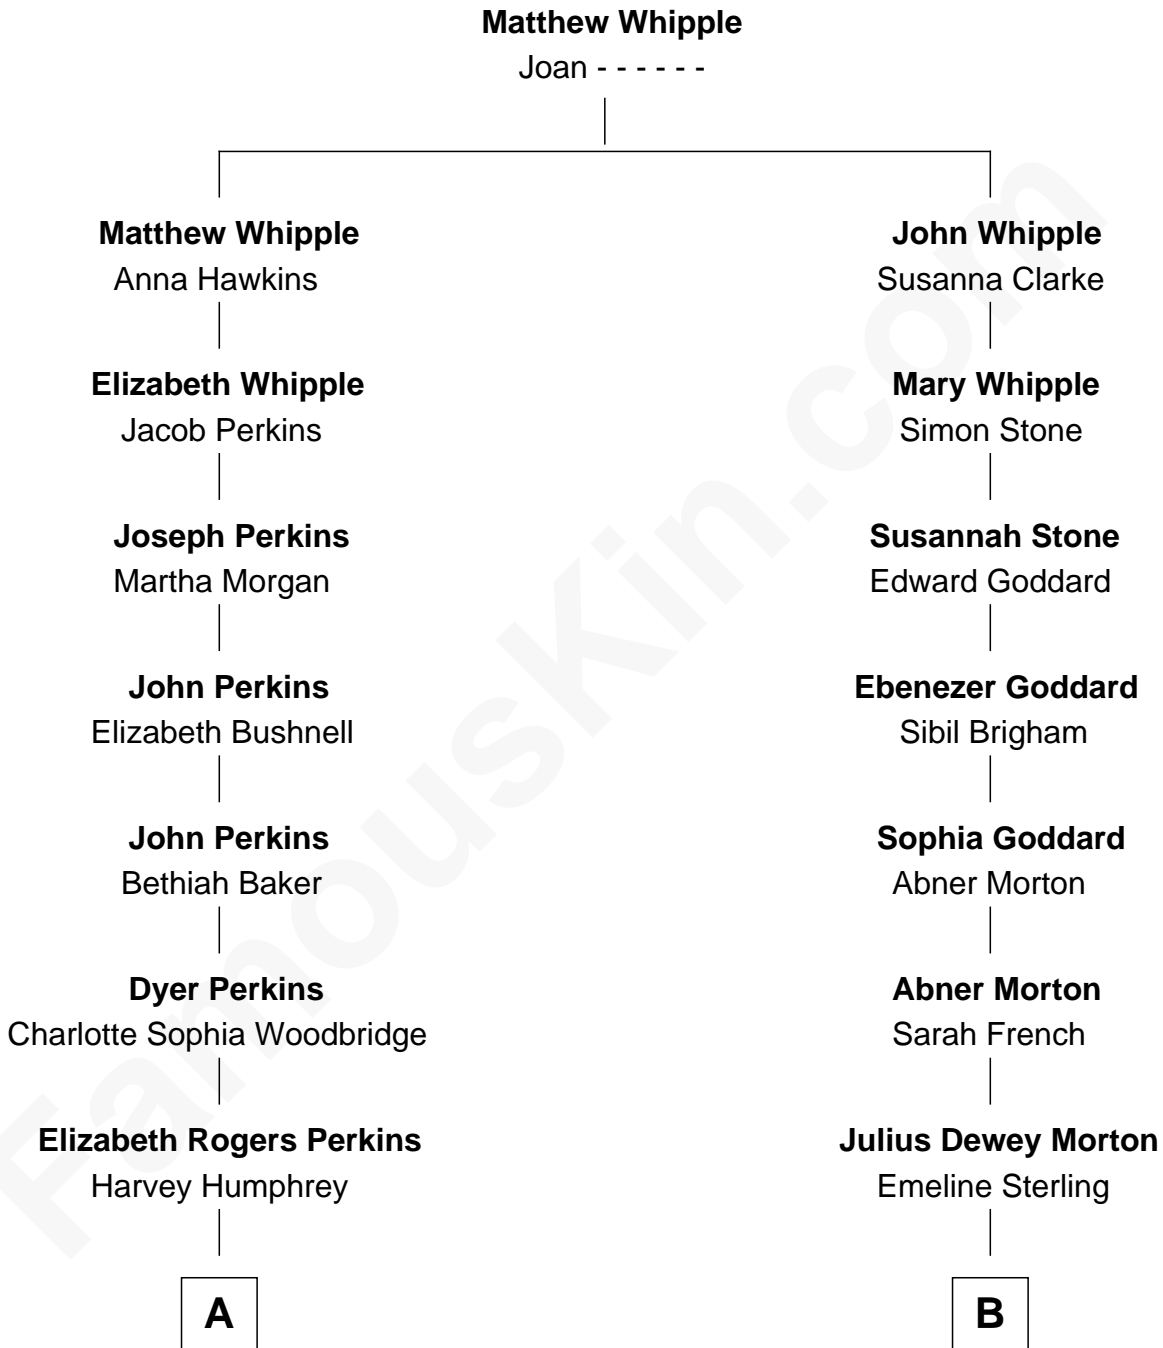 Matthew Whipple
Joan - - - - - -
Matthew Whipple
Anna Hawkins
John Whipple
Susanna Clarke
Elizabeth Whipple
Jacob Perkins
Mary Whipple
Simon Stone
Joseph Perkins
Martha Morgan
Susannah Stone
Edward Goddard
John Perkins
Elizabeth Bushnell
Ebenezer Goddard
Sibil Brigham
John Perkins
Bethiah Baker
Sophia Goddard
Abner Morton
Dyer Perkins
Charlotte Sophia Woodbridge
Abner Morton
Sarah French
Elizabeth Rogers Perkins
Harvey Humphrey
Julius Dewey Morton
Emeline Sterling
A
B
FamousKin.com